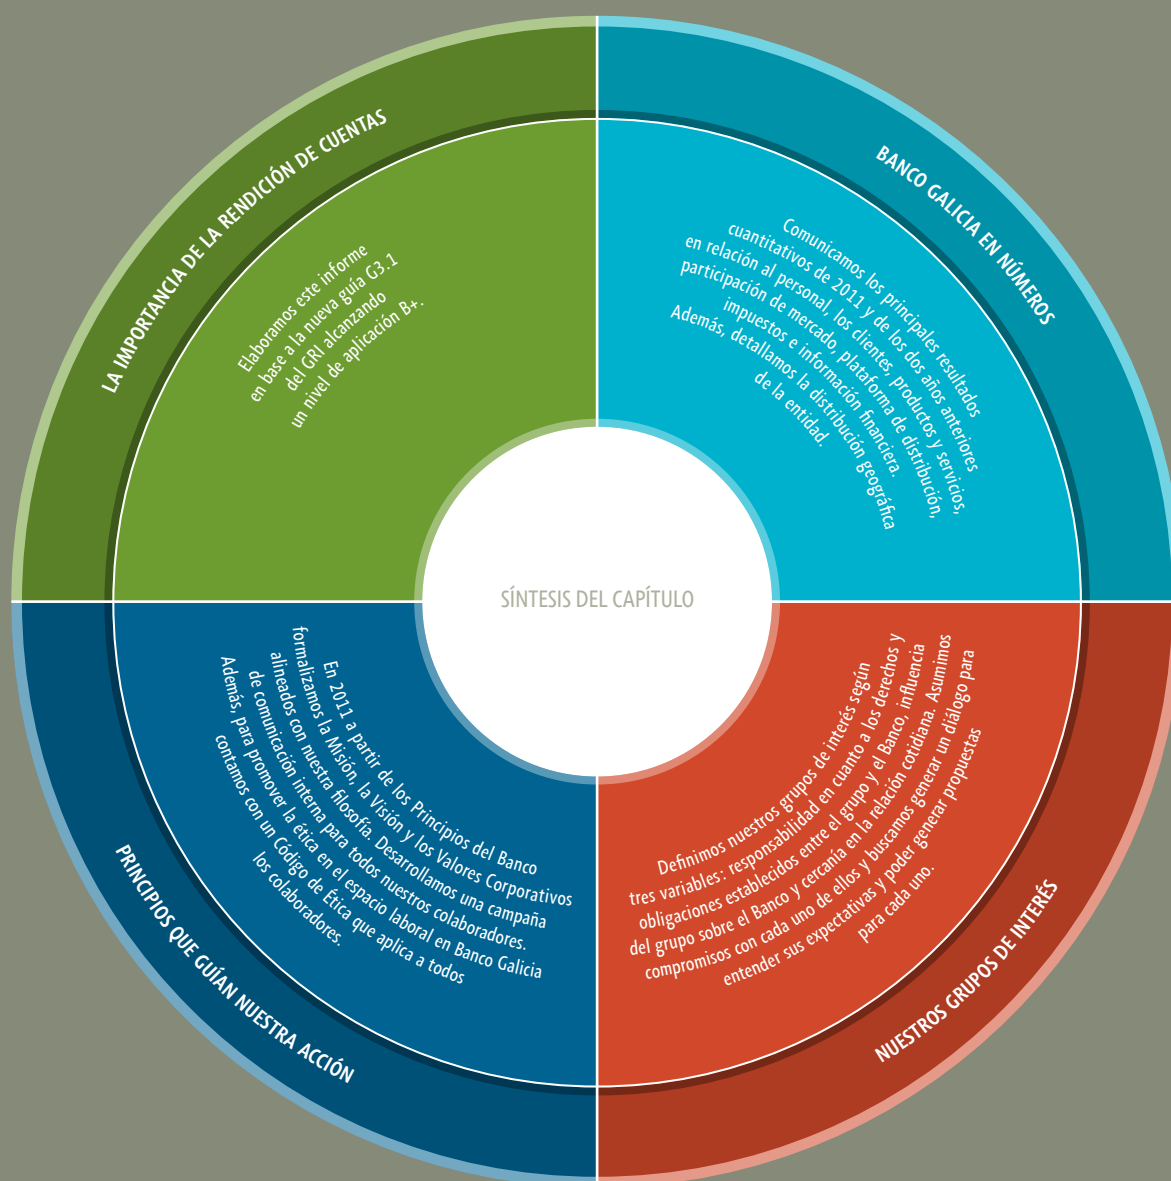 LA IMPORTANCIA DE LA RENDICIÓN DE CUENTAS
Elaboramos este informe
en base a la nueva guía G3.1
del GRI alcanzando
un nivel de aplicación B+.
BANCO GALICIA EN NÚMEROS
Comunicamos los principales resultados
cuantitativos de 2011 y de los dos años anteriores
en relación al personal, los clientes, productos y servicios,
participación de mercado, plataforma de distribución,
impuestos e información financiera.
Además, detallamos la distribución geográfica
de la entidad.
SÍNTESIS DEL CAPÍTULO
PRINCIPIOS QUE GUÍAN NUESTRA ACCIÓN
En 2011 a partir de los Principios del Banco
formalizamos la Misión, la Visión y los Valores Corporativos
alineados con nuestra filosofía. Desarrollamos una campaña
de comunicación interna para todos nuestros colaboradores.
Además, para promover la ética en el espacio laboral en Banco Galicia
contamos con un Código de Ética que aplica a todos
los colaboradores.
NUESTROS GRUPOS DE INTERÉS
Definimos nuestros grupos de interés según
tres variables: responsabilidad en cuanto a los derechos y
obligaciones establecidos entre el grupo y el Banco, influencia
del grupo sobre el Banco y cercanía en la relación cotidiana. Asumimos
compromisos con cada uno de ellos y buscamos generar un diálogo para
entender sus expectativas y poder generar propuestas
para cada uno.